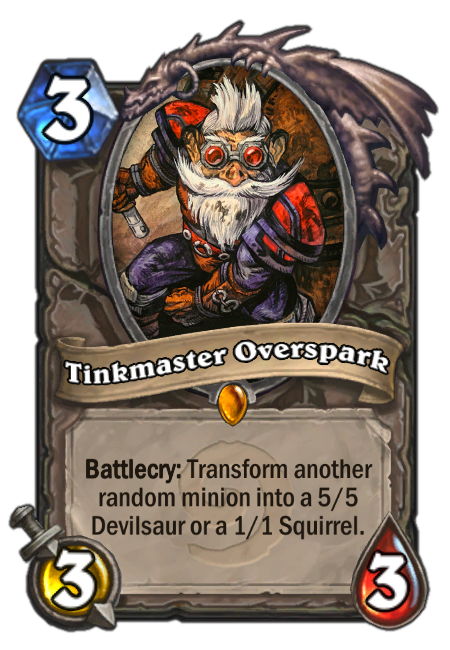 3
Tinkmaster Overspark
Battlecry: Transform another
random minion into a 5/5
Devilsaur or a 1/1 Squirrel.
3
3